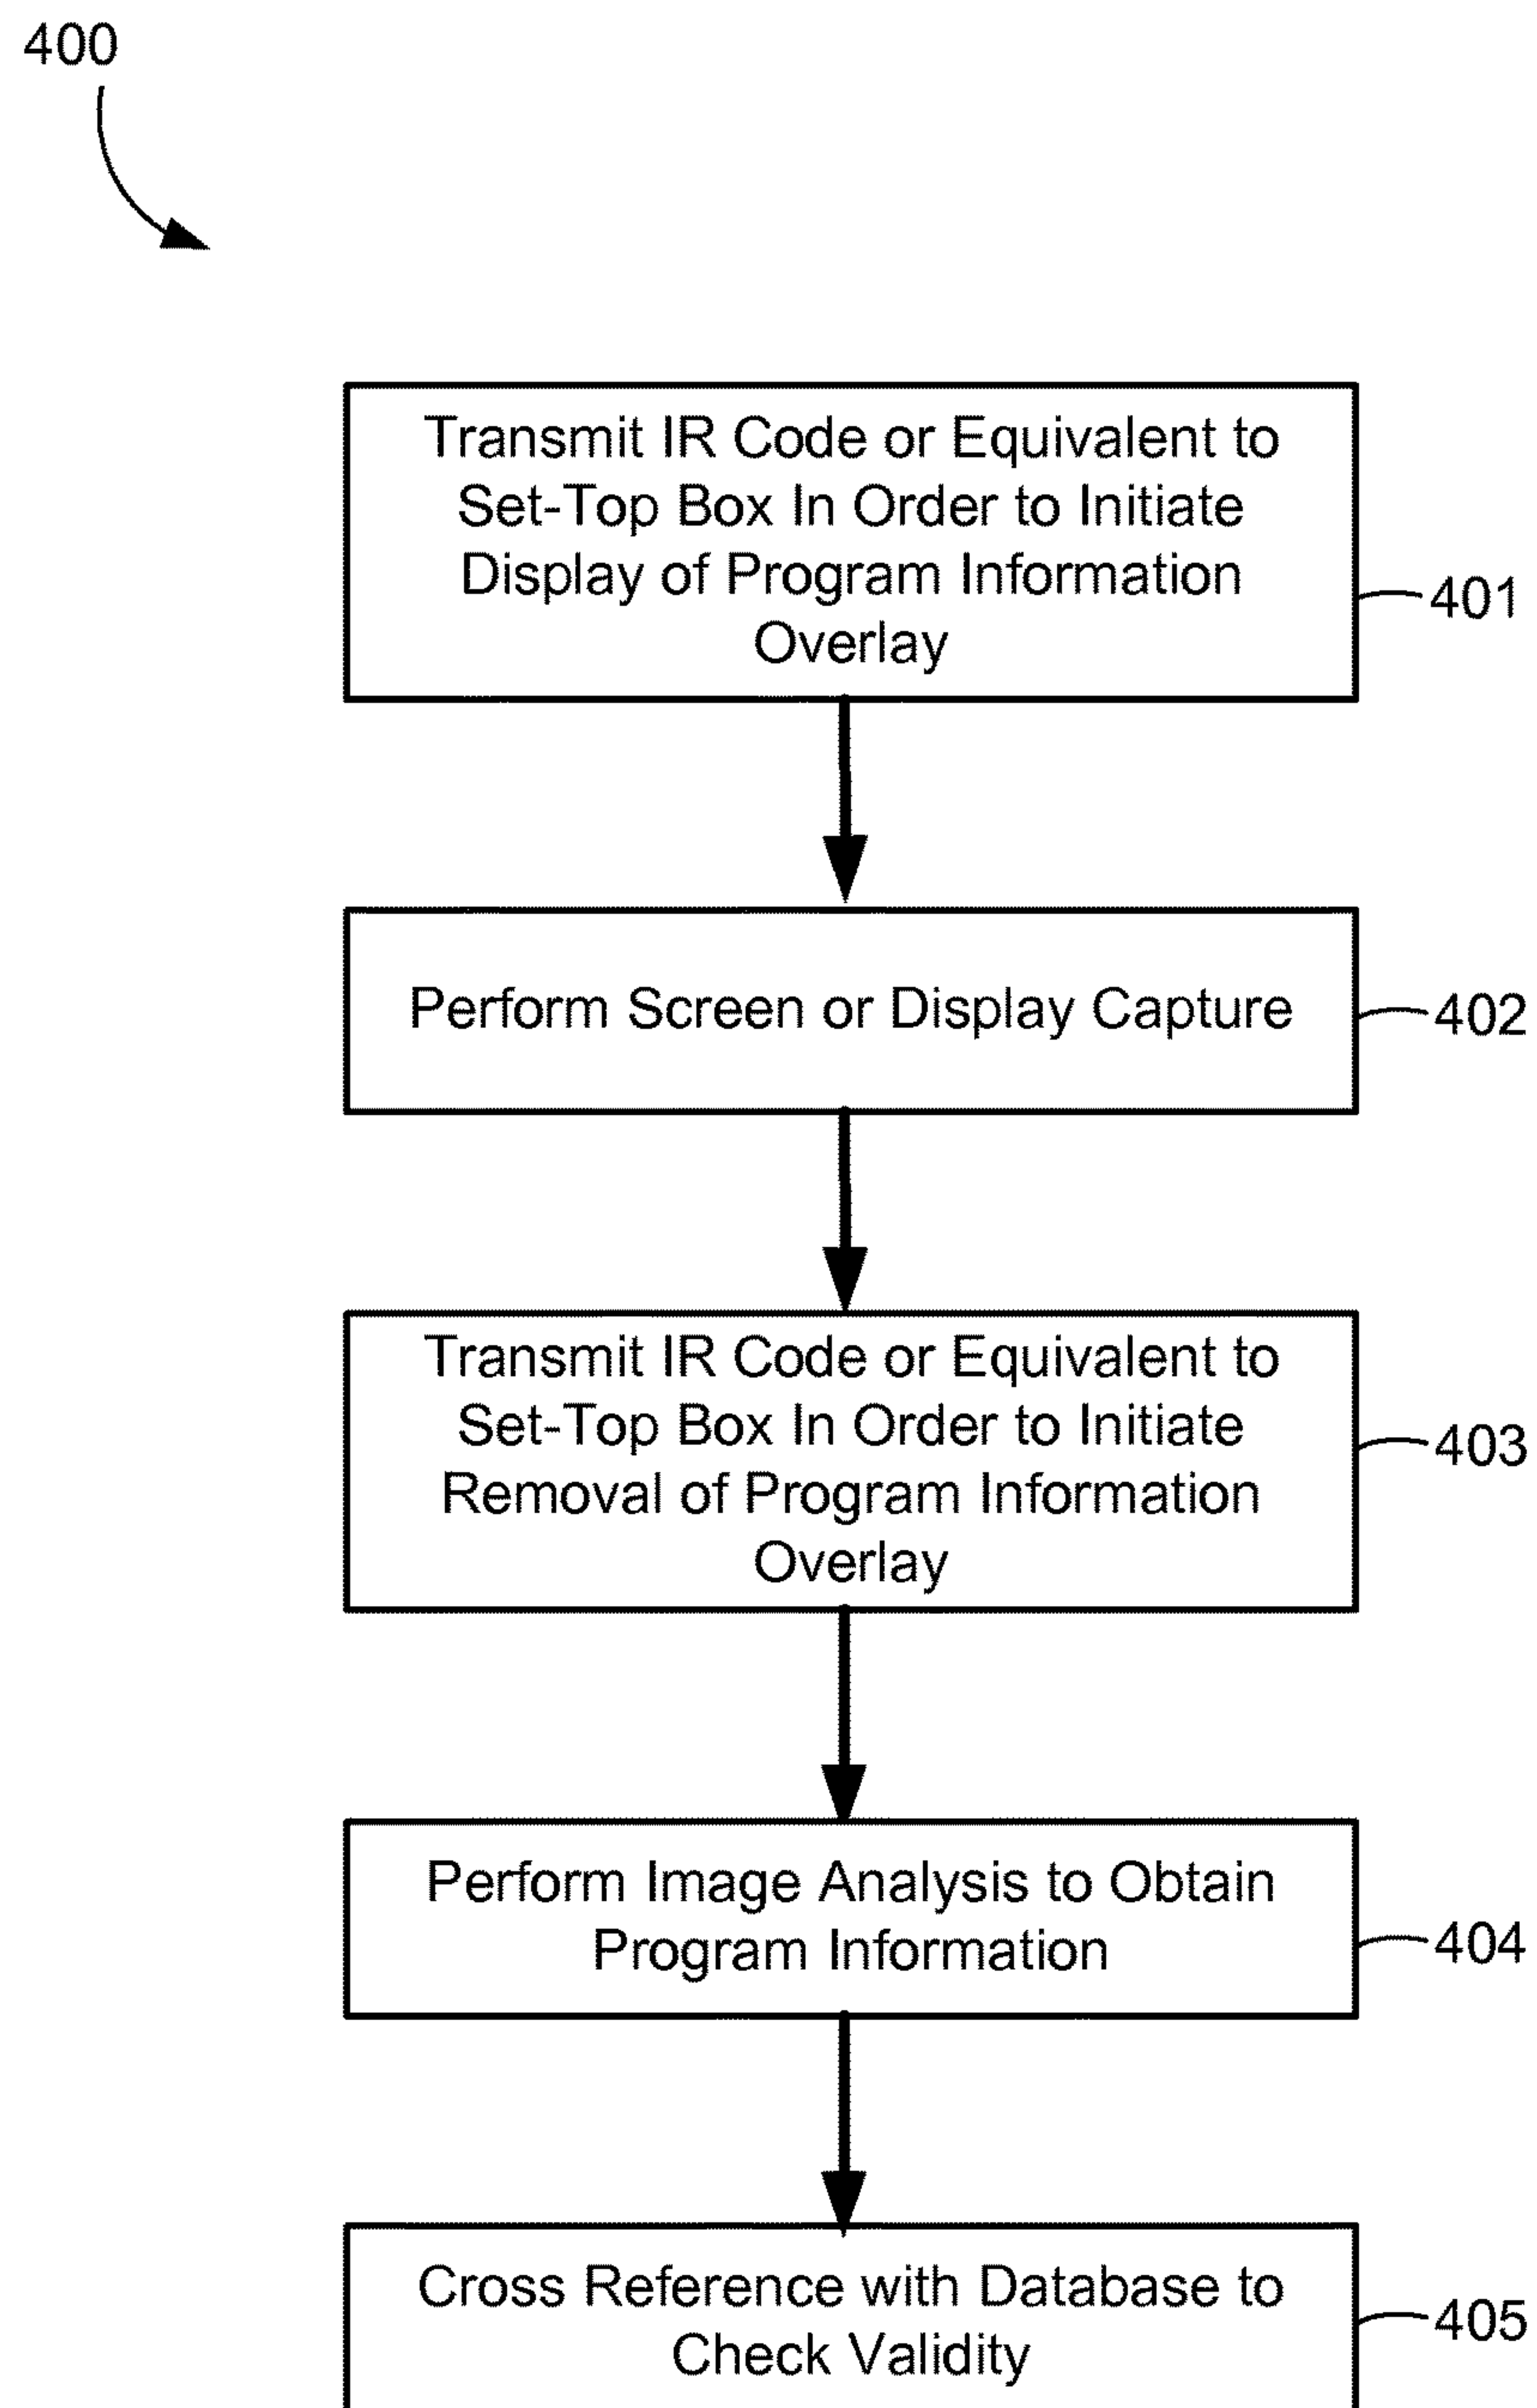 400
Transmit IR Code or Equivalent to
Set-Top Box In Order to Initiate
Display of Program Information
Overlay
401
Perform Screen or Display Capture
402
Transmit IR Code or Equivalent to
Set-Top Box In Order to Initiate
Removal of Program Information
Overlay
403
Perform Image Analysis to Obtain
Program Information
404
Cross Reference with Database to
Check Validity
405